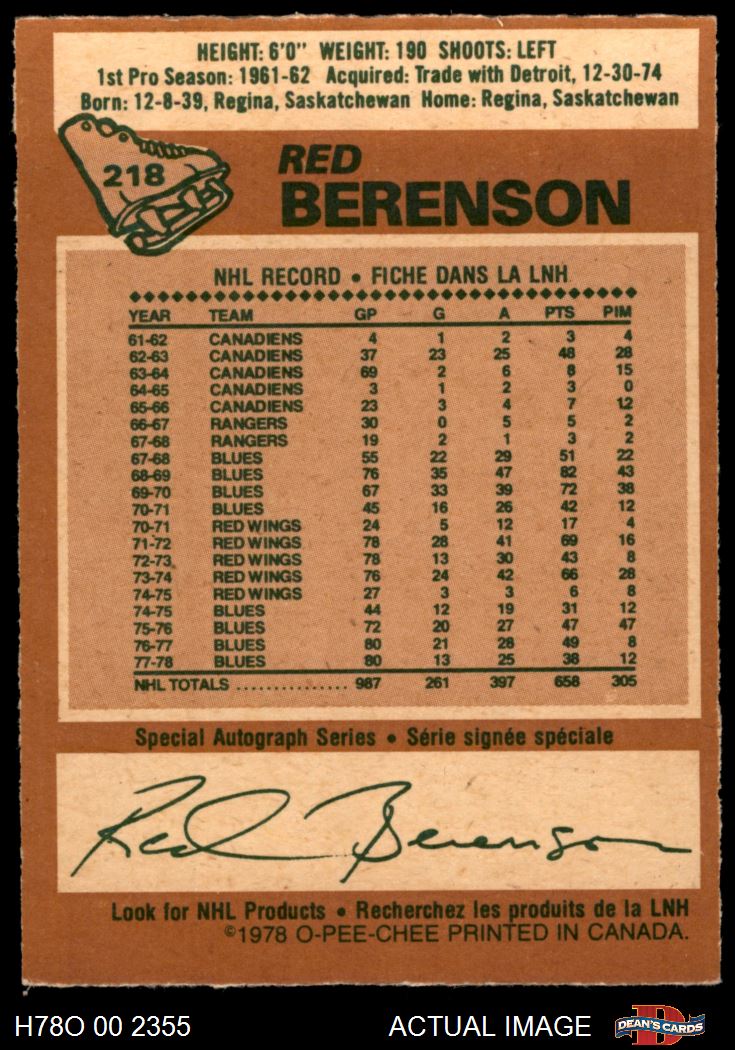 HEIGHT: 6'0" WEIGHT: 190 SHOOTS: LEFT
1st Pro Season: 1961-62 Acquired: Trade with Detroit, 12-30-74
Born: 12-8-39, Regina, Saskatchewan Home: Regina, Saskatchewan
218
RED
BERENSON
NHL RECORD • FICHE DANS LA LNH
YEAR TEAM GP G A PTS PIM
61-62 CANADIENS 4 1 2 3 4
62-63 CANADIENS 37 23 25 48 28
63-64 CANADIENS 69 2 6 8 15
64-65 CANADIENS 3 1 2 3 0
65-66 CANADIENS 23 3 4 7 12
66-67 RANGERS 30 0 5 5 2
67-68 RANGERS 19 2 1 3 2
67-68 BLUES 55 22 29 51 22
68-69 BLUES 76 35 47 82 43
69-70 BLUES 67 33 39 72 38
70-71 BLUES 45 16 26 42 12
70-71 RED WINGS 24 5 12 17 4
71-72 RED WINGS 78 28 41 69 16
72-73 RED WINGS 78 13 30 43 8
73-74 RED WINGS 76 24 42 66 28
74-75 RED WINGS 27 3 3 6 8
74-75 BLUES 44 12 19 31 12
75-76 BLUES 72 20 27 47 47
76-77 BLUES 80 21 28 49 8
77-78 BLUES 80 13 25 38 12
NHL TOTALS .............. 987 261 397 658 305
Special Autograph Series • Série signée spéciale
Red Berenson
Look for NHL Products • Recherchez les produits de la LNH
©1978 O-PEE-CHEE PRINTED IN CANADA.
H78O 00 2355 ACTUAL IMAGE D DEAN'S CARDS